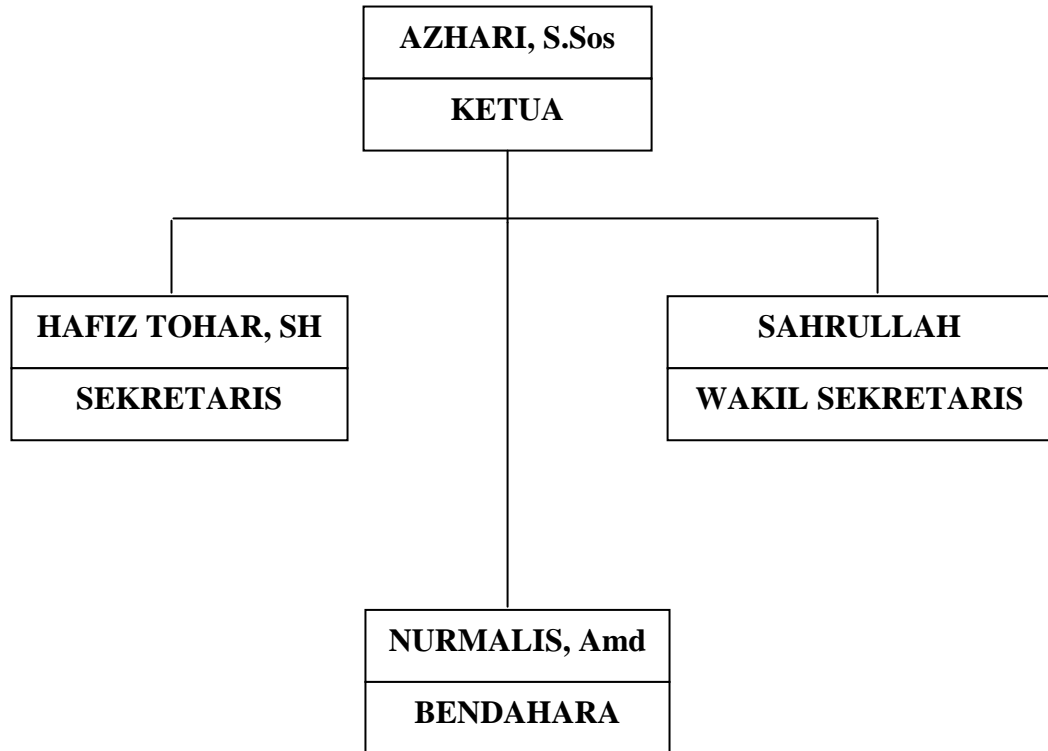 AZHARI, S.Sos
KETUA
HAFIZ TOHAR, SH
SEKRETARIS
SAHRULLAH
WAKIL SEKRETARIS
NURMALIS, Amd
BENDAHARA